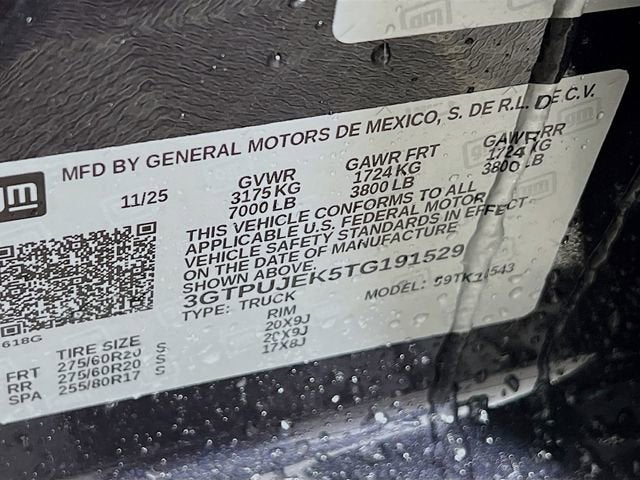 gm
MFD BY GENERAL MOTORS DE MEXICO, S. DE R.L. DE C.V.
11/25
GVWR GAWR FRT GAWR RR
3175 KG 1724 KG 1724 KG
7000 LB 3800 LB 3800 LB
THIS VEHICLE CONFORMS TO ALL
APPLICABLE U.S. FEDERAL MOTOR
VEHICLE SAFETY STANDARDS IN EFFECT
ON THE DATE OF MANUFACTURE
SHOWN ABOVE.
3GTPUJEK5TG191529
TYPE: TRUCK MODEL:
618G
TIRE SIZE RIM
FRT 275/60R20 S 20X9J
RR 275/60R20 S 20X9J
SPA 255/80R17 S 17X8J